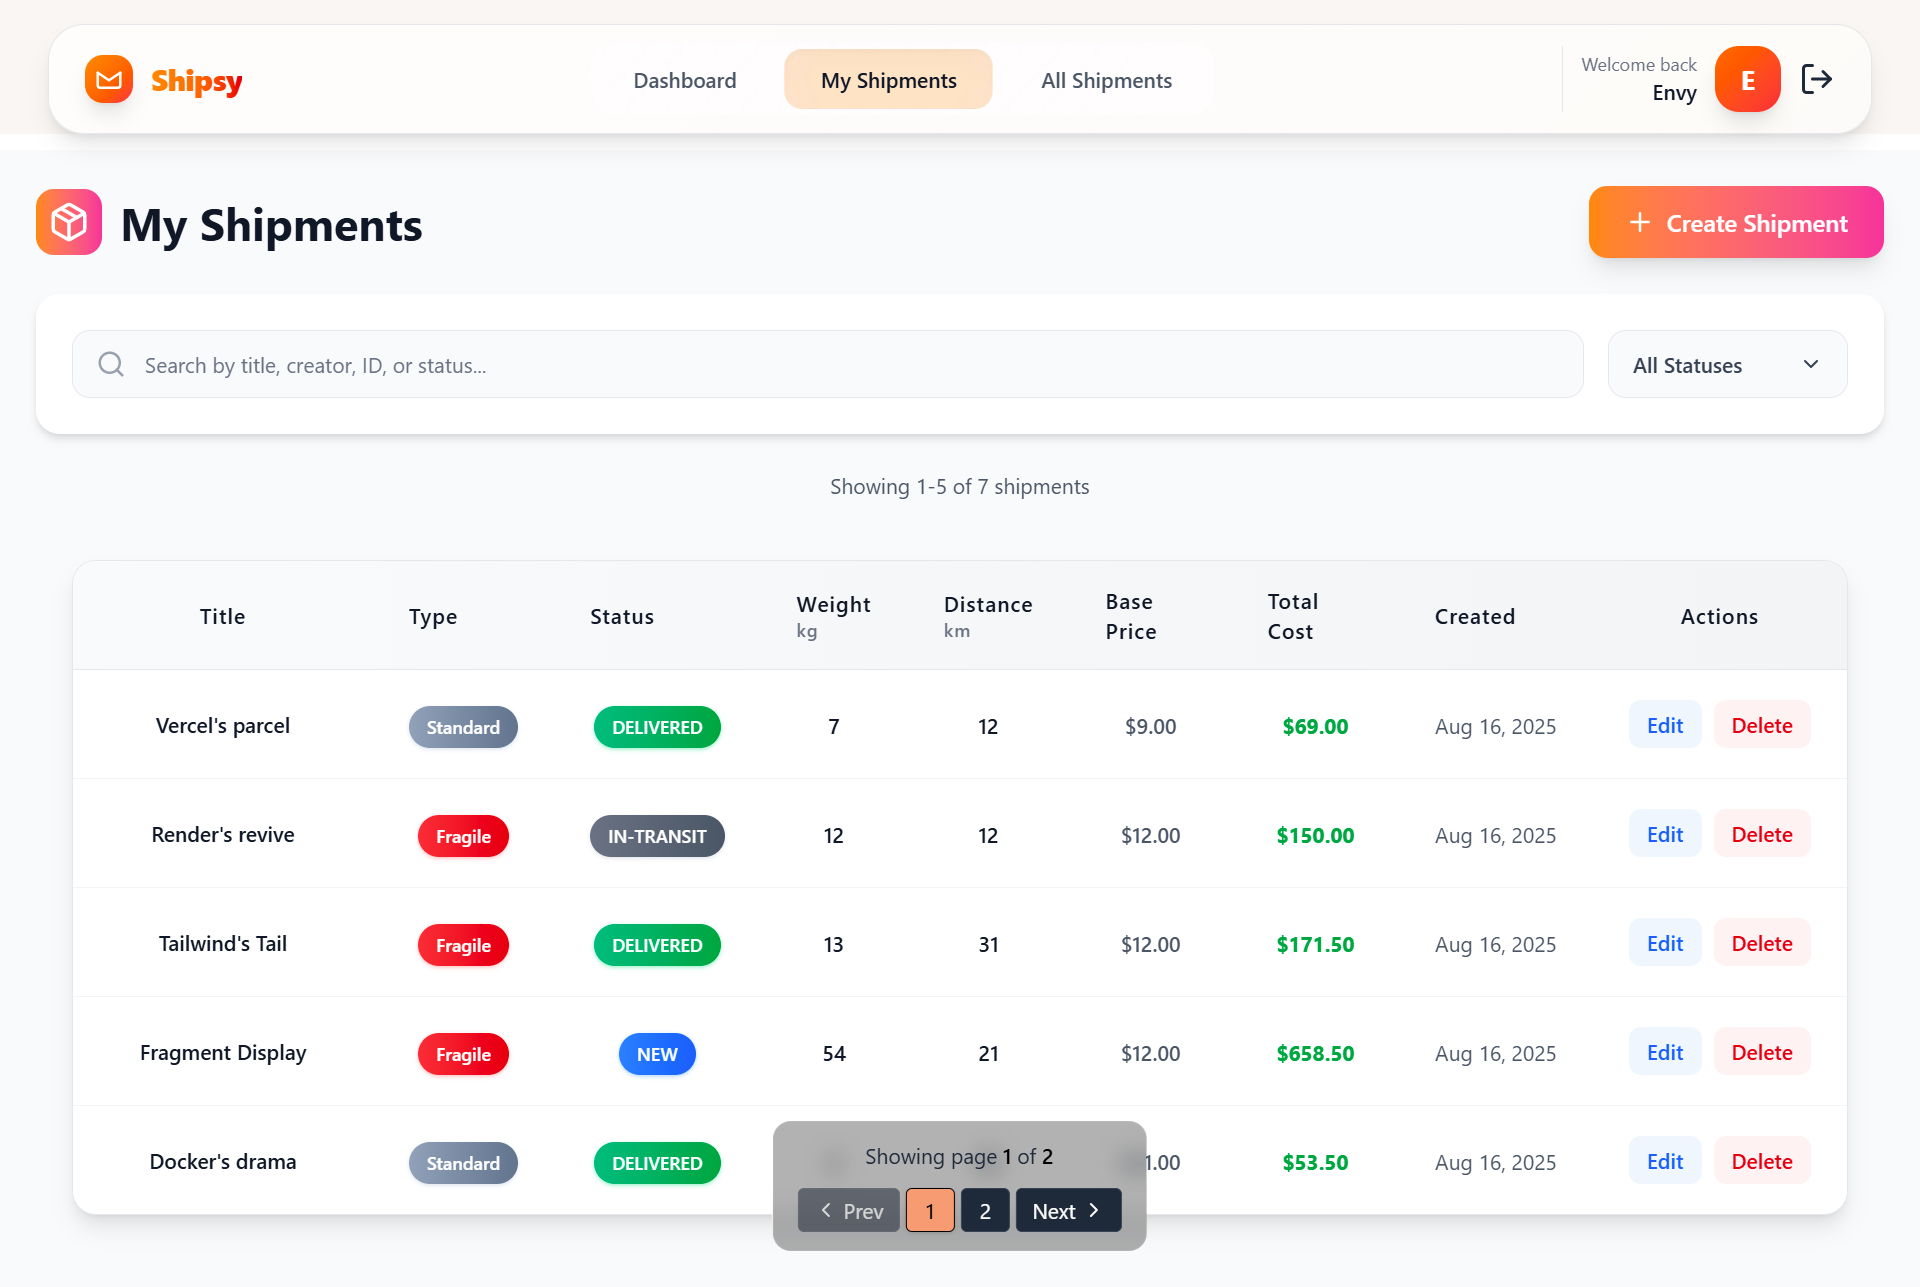 Shipsy
Dashboard
My Shipments
All Shipments
Welcome back
Envy
E
My Shipments
Create Shipment
Search by title, creator, ID, or status...
All Statuses
Showing 1-5 of 7 shipments
Title Type Status Weight kg Distance km Base Price Total Cost Created Actions
Vercel's parcel Standard DELIVERED 7 12 $9.00 $69.00 Aug 16, 2025 Edit Delete
Render's revive Fragile IN-TRANSIT 12 12 $12.00 $150.00 Aug 16, 2025 Edit Delete
Tailwind's Tail Fragile DELIVERED 13 31 $12.00 $171.50 Aug 16, 2025 Edit Delete
Fragment Display Fragile NEW 54 21 $12.00 $658.50 Aug 16, 2025 Edit Delete
Docker's drama Standard DELIVERED $53.50 Aug 16, 2025 Edit Delete
Showing page 1 of 2
Prev 1 2 Next